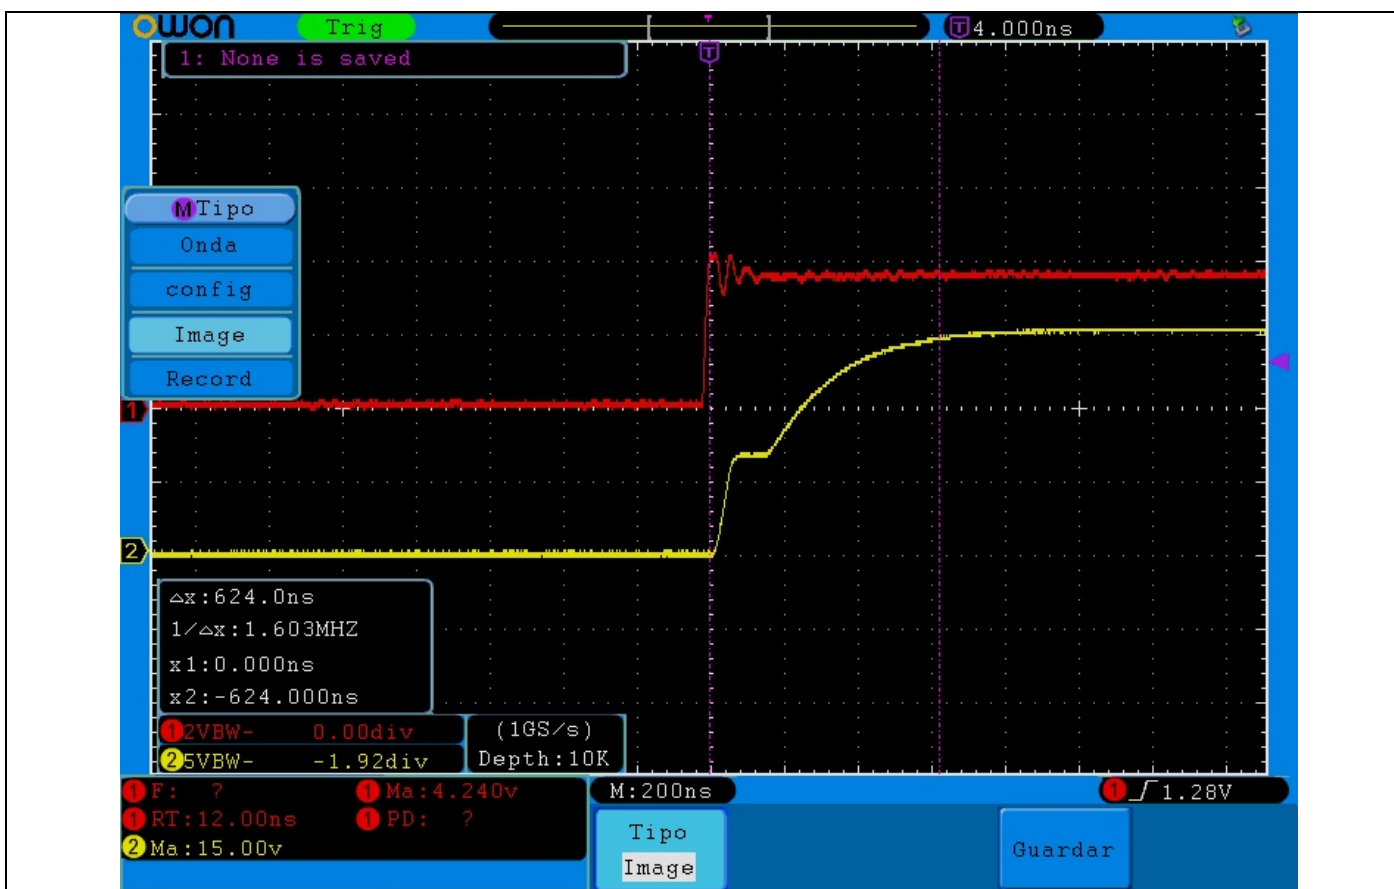 owon Trig T 4.000ns
1: None is saved
T
M Tipo
Onda
config
Image
Record
1
2
△x:624.0ns
1/△x:1.603MHZ
x1:0.000ns
x2:-624.000ns
1 2VBW- 0.00div
2 5VBW- -1.92div
(1GS/s)
Depth:10K
1 F: ? 1 Ma:4.240v
1 RT:12.00ns 1 PD: ?
2 Ma:15.00v
M:200ns
1 1.28V
Tipo
Image
Guardar